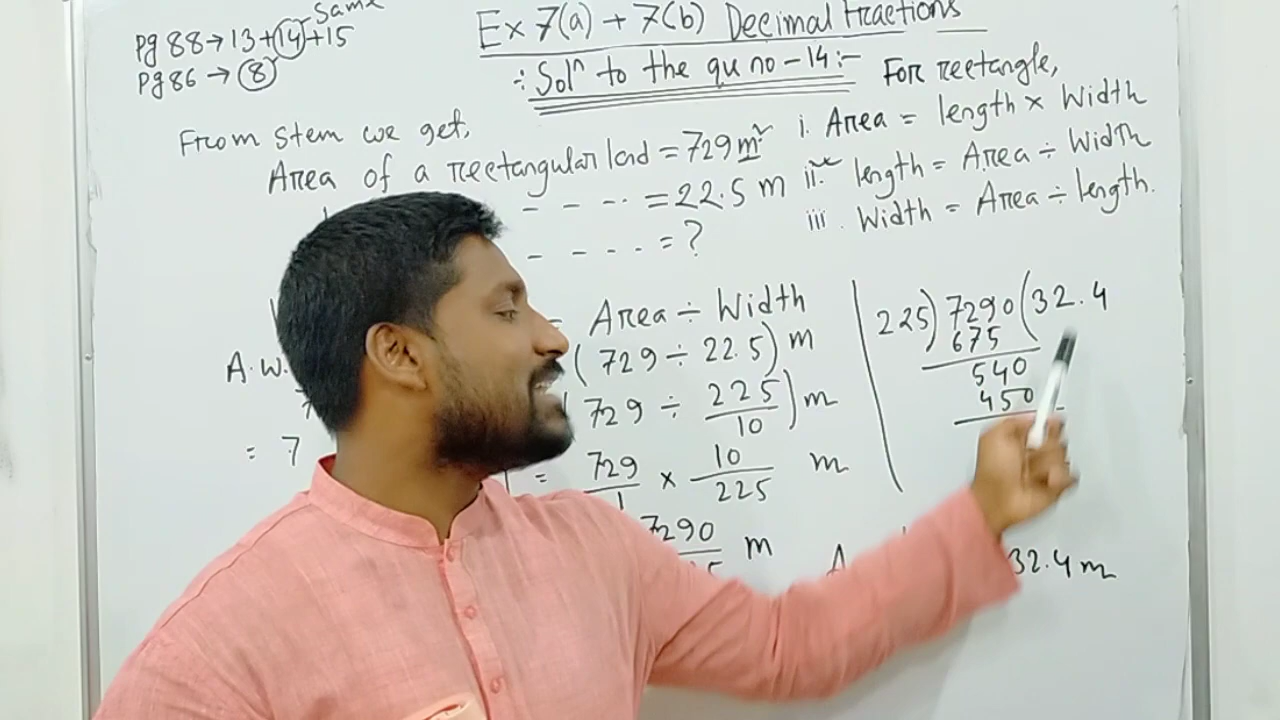 Same
Pg 88→13+14+15
Pg 86→8
Ex 7(a) + 7(b) Decimal Fractions
÷ Solⁿ to the qu no - 14 :-
From stem we get,
Area of a rectangular land = 729 m²
- - - - = 22.5 m
- - - - - = ?
For rectangle,
i. Area = length × Width
ii. length = Area ÷ Width
iii. Width = Area ÷ length.
A.W.
= 7
= Area ÷ Width
(729 ÷ 22.5) m
729 ÷ 225/10) m
= 729/1 × 10/225 m
7290 m
225) 7290 (32.4
675
540
450
32.4 m